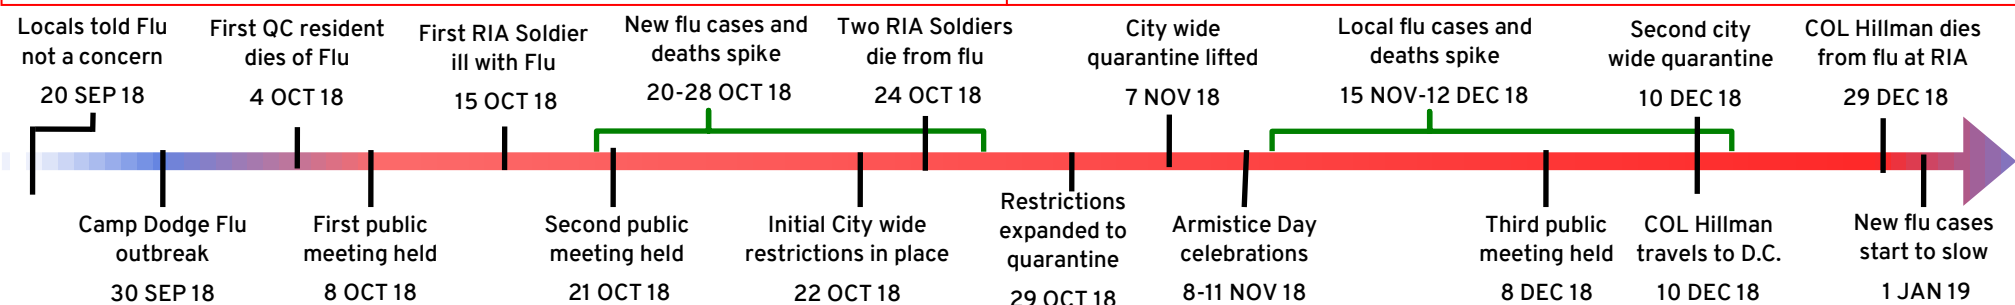 Locals told Flu
not a concern
20 SEP 18
First QC resident
dies of Flu
4 OCT 18
First RIA Soldier
ill with Flu
15 OCT 18
New flu cases and
deaths spike
20-28 OCT 18
Two RIA Soldiers
die from flu
24 OCT 18
City wide
quarantine lifted
7 NOV 18
Local flu cases and
deaths spike
15 NOV-12 DEC 18
Second city
wide quarantine
10 DEC 18
COL Hillman dies
from flu at RIA
29 DEC 18
Camp Dodge Flu
outbreak
30 SEP 18
First public
meeting held
8 OCT 18
Second public
meeting held
21 OCT 18
Initial City wide
restrictions in place
22 OCT 18
Restrictions
expanded to
quarantine
29 OCT 18
Armistice Day
celebrations
8-11 NOV 18
Third public
meeting held
8 DEC 18
COL Hillman
travels to D.C.
10 DEC 18
New flu cases
start to slow
1 JAN 19